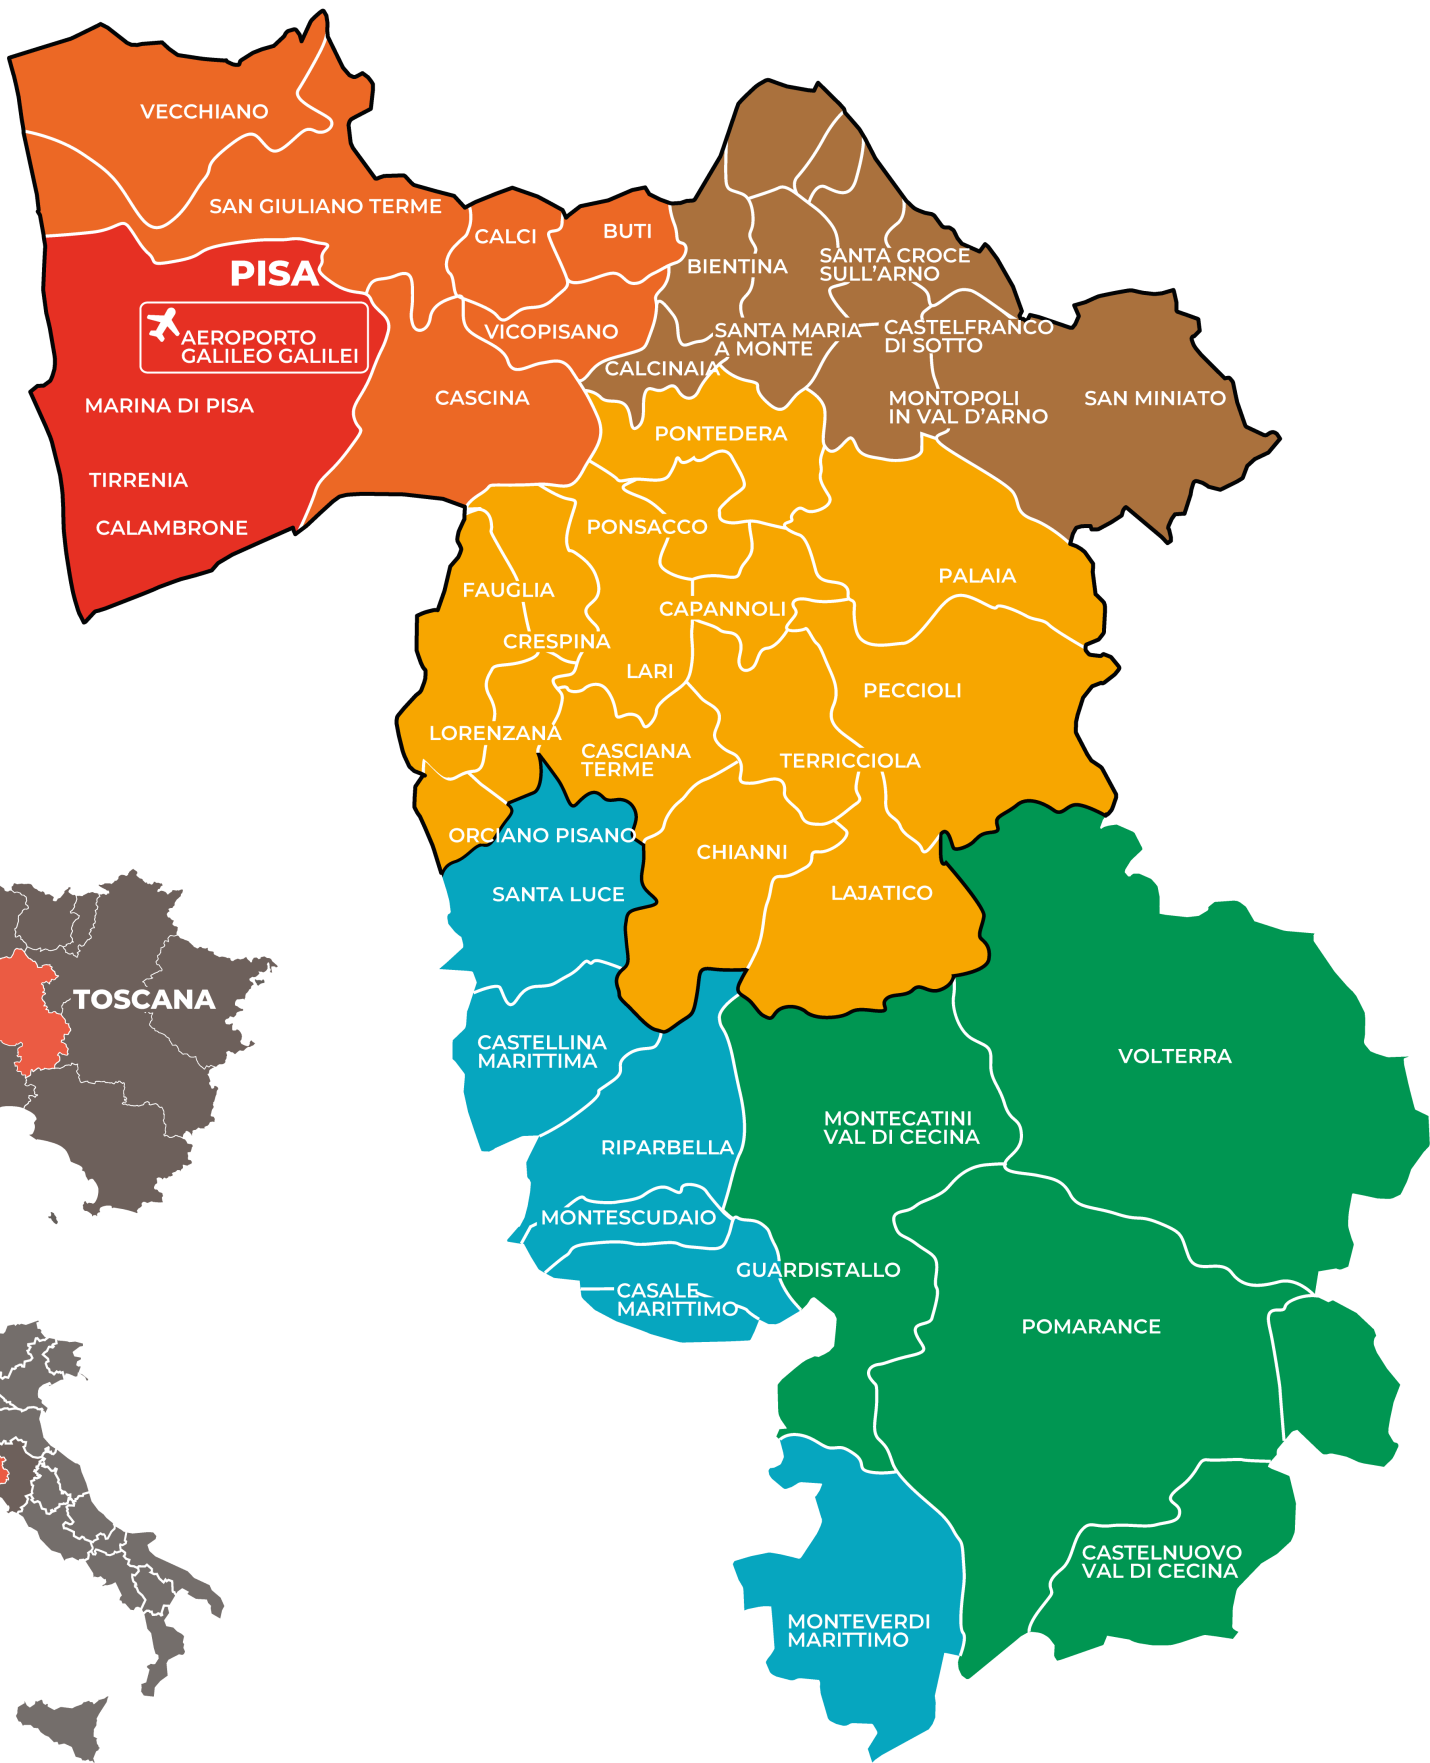 VECCHIANO
SAN GIULIANO TERME
CALCI
BUTI
PISA
AEROPORTO
GALILEO GALILEI
VICOPISANO
MARINA DI PISA
CASCINA
TIRRENIA
CALAMBRONE
BIENTINA
SANTA CROCE
SULL'ARNO
SANTA MARIA
A MONTE
CASTELFRANCO
DI SOTTO
CALCINAIA
MONTOPOLI
IN VAL D'ARNO
SAN MINIATO
PONTEDERA
PONSACCO
FAUGLIA
PALAIA
CAPANNOLI
CRESPINA
LARI
PECCIOLI
LORENZANA
CASCIANA
TERME
TERRICCIOLA
ORCIANO PISANO
CHIANNI
SANTA LUCE
LAJATICO
TOSCANA
CASTELLINA
MARITTIMA
VOLTERRA
MONTECATINI
VAL DI CECINA
RIPARBELLA
MONTESCUDAIO
GUARDISTALLO
CASALE
MARITTIMO
POMARANCE
CASTELNUOVO
VAL DI CECINA
MONTEVERDI
MARITTIMO